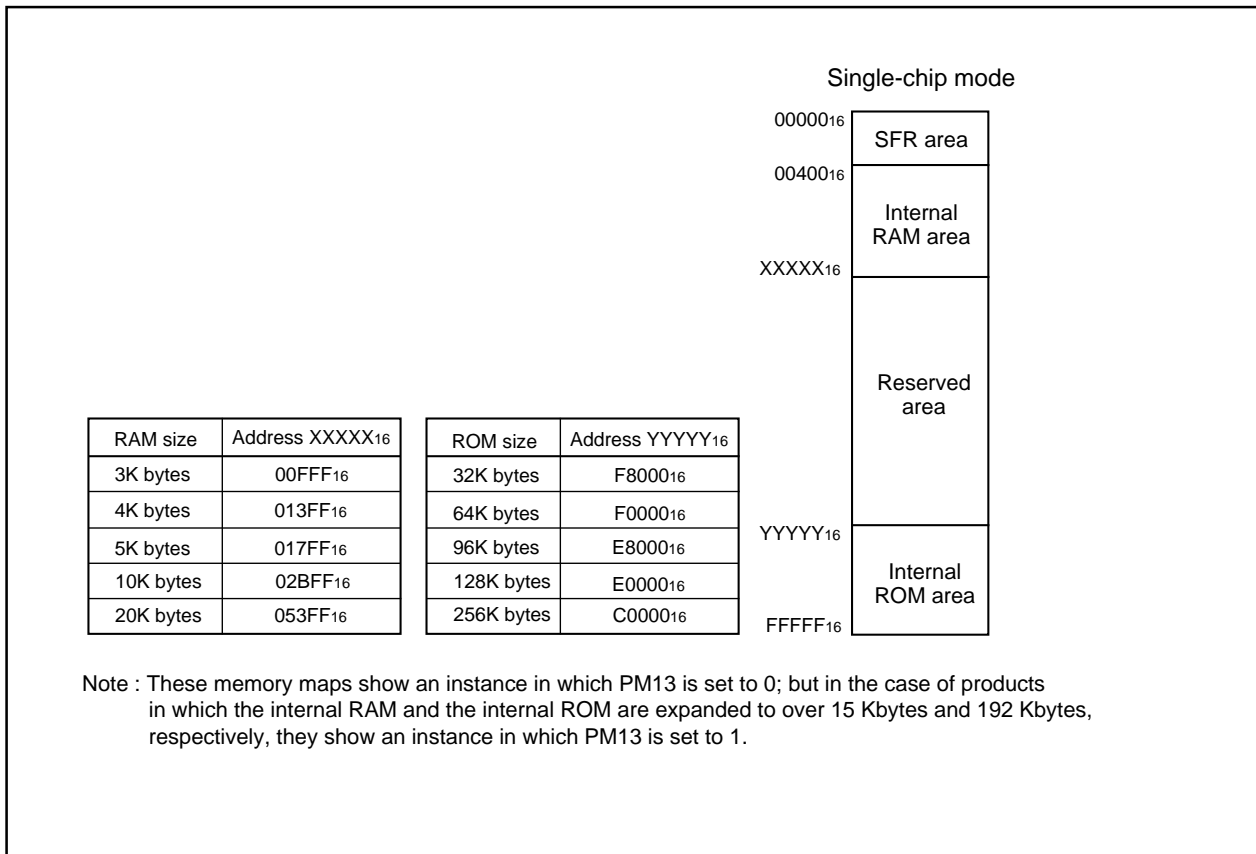 Single-chip mode
0000016
SFR area
0040016
Internal
RAM area
XXXXX16
Reserved
area
YYYYY16
Internal
ROM area
FFFFF16
RAM size Address XXXXX16
3K bytes 00FFF16
4K bytes 013FF16
5K bytes 017FF16
10K bytes 02BFF16
20K bytes 053FF16
ROM size Address YYYYY16
32K bytes F800016
64K bytes F000016
96K bytes E800016
128K bytes E000016
256K bytes C000016
Note : These memory maps show an instance in which PM13 is set to 0; but in the case of products
in which the internal RAM and the internal ROM are expanded to over 15 Kbytes and 192 Kbytes,
respectively, they show an instance in which PM13 is set to 1.